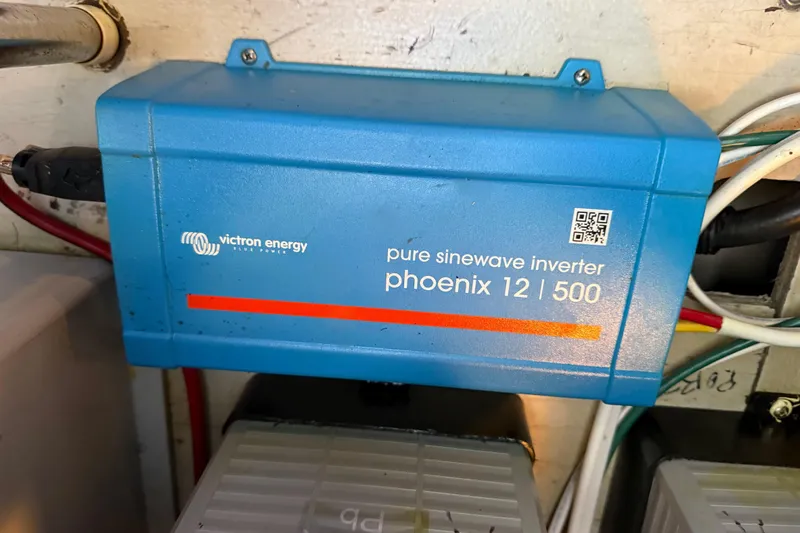 victron energy
BLUE POWER
pure sinewave inverter
phoenix 12 | 500
Pb